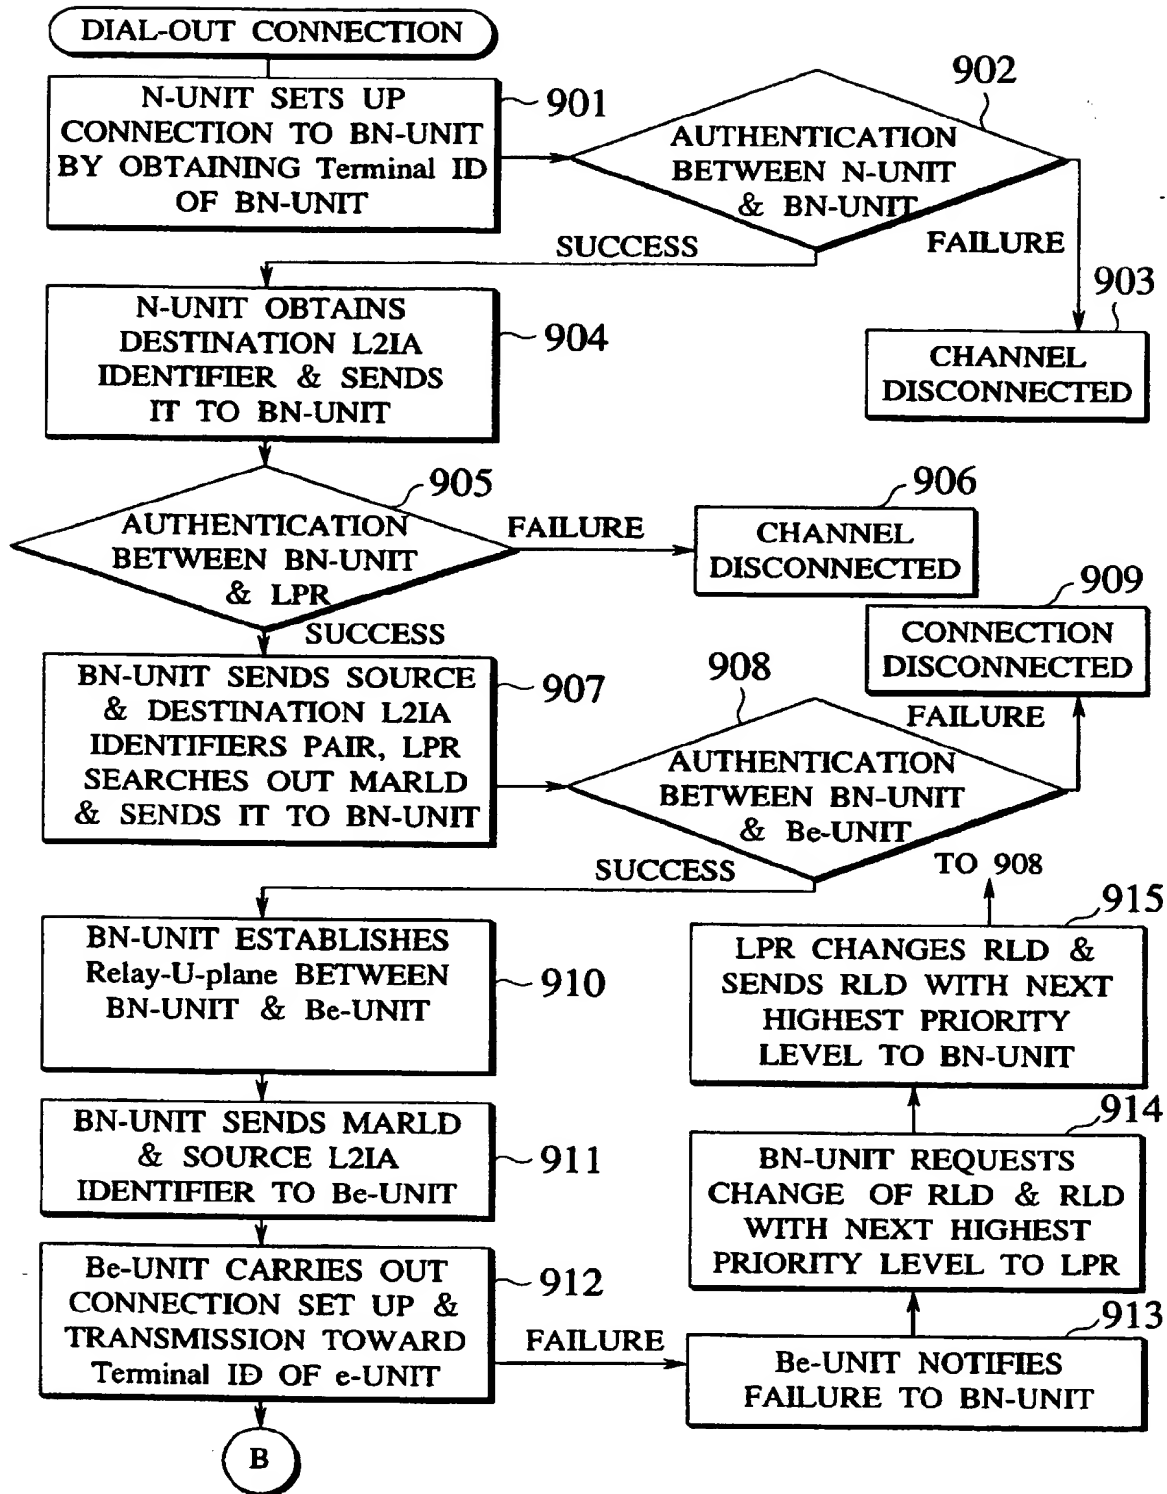 DIAL-OUT CONNECTION
N-UNIT SETS UP
CONNECTION TO BN-UNIT
BY OBTAINING Terminal ID
OF BN-UNIT
901
AUTHENTICATION
BETWEEN N-UNIT
& BN-UNIT
902
SUCCESS
FAILURE
903
CHANNEL
DISCONNECTED
N-UNIT OBTAINS
DESTINATION L2IA
IDENTIFIER & SENDS
IT TO BN-UNIT
904
905
AUTHENTICATION
BETWEEN BN-UNIT
& LPR
FAILURE
906
CHANNEL
DISCONNECTED
SUCCESS
BN-UNIT SENDS SOURCE
& DESTINATION L2IA
IDENTIFIERS PAIR, LPR
SEARCHES OUT MARLD
& SENDS IT TO BN-UNIT
907
908
AUTHENTICATION
BETWEEN BN-UNIT
& Be-UNIT
FAILURE
909
CONNECTION
DISCONNECTED
SUCCESS
BN-UNIT ESTABLISHES
Relay-U-plane BETWEEN
BN-UNIT & Be-UNIT
910
BN-UNIT SENDS MARLD
& SOURCE L2IA
IDENTIFIER TO Be-UNIT
911
Be-UNIT CARRIES OUT
CONNECTION SET UP &
TRANSMISSION TOWARD
Terminal ID OF e-UNIT
912
FAILURE
B
TO 908
915
LPR CHANGES RLD &
SENDS RLD WITH NEXT
HIGHEST PRIORITY
LEVEL TO BN-UNIT
914
BN-UNIT REQUESTS
CHANGE OF RLD & RLD
WITH NEXT HIGHEST
PRIORITY LEVEL TO LPR
913
Be-UNIT NOTIFIES
FAILURE TO BN-UNIT